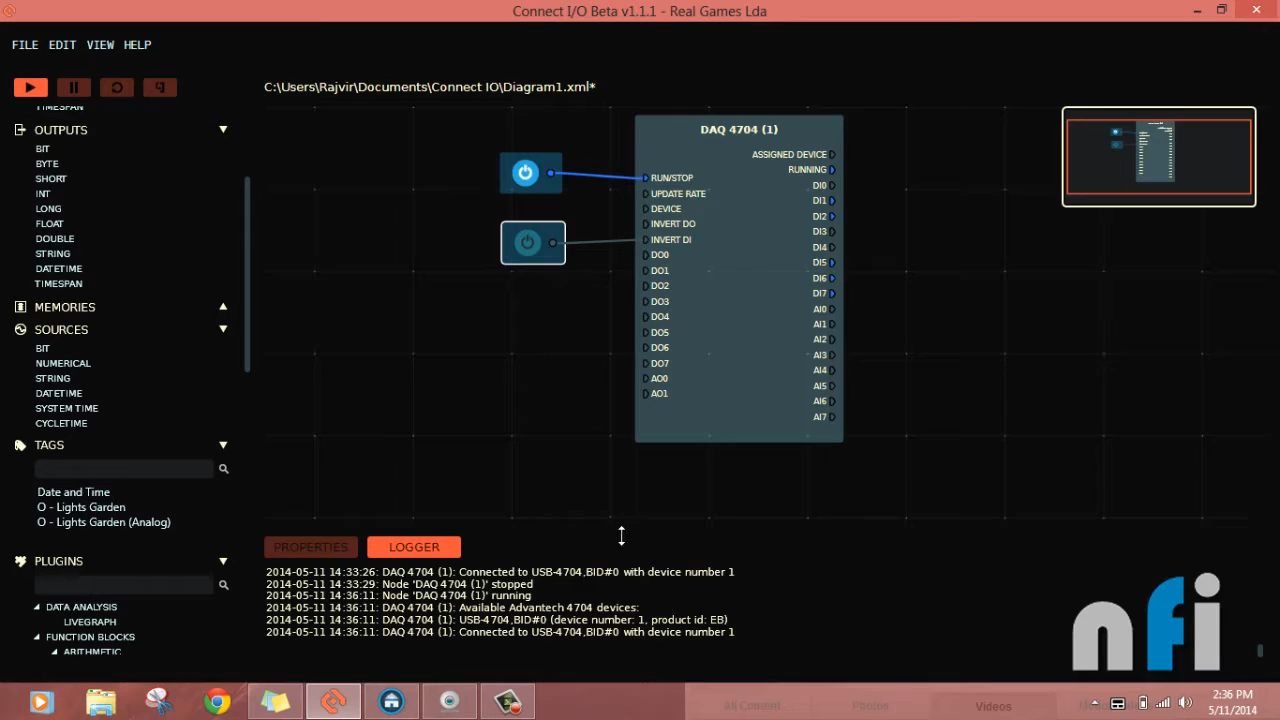 Connect I/O Beta v1.1.1 - Real Games Lda
FILE EDIT VIEW HELP
C:\Users\Rajvir\Documents\Connect IO\Diagram1.xml*
TIMESPAN
OUTPUTS
BIT
BYTE
SHORT
INT
LONG
FLOAT
DOUBLE
STRING
DATETIME
TIMESPAN
MEMORIES
SOURCES
BIT
NUMERICAL
STRING
DATETIME
SYSTEM TIME
CYCLETIME
TAGS
Date and Time
O - Lights Garden
O - Lights Garden (Analog)
PLUGINS
DATA ANALYSIS
LIVEGRAPH
FUNCTION BLOCKS
ARITHMETIC
DAQ 4704 (1)
ASSIGNED DEVICE
RUNNING
RUN/STOP
DI0
UPDATE RATE
DI1
DEVICE
DI2
INVERT DO
DI3
INVERT DI
DI4
DO0
DI5
DO1
DI6
DO2
DI7
DO3
AI0
DO4
AI1
DO5
AI2
DO6
AI3
DO7
AI4
AO0
AI5
AO1
AI6
AI7
PROPERTIES LOGGER
2014-05-11 14:33:26: DAQ 4704 (1): Connected to USB-4704,BID#0 with device number 1
2014-05-11 14:33:29: Node 'DAQ 4704 (1)' stopped
2014-05-11 14:36:11: Node 'DAQ 4704 (1)' running
2014-05-11 14:36:11: DAQ 4704 (1): Available Advantech 4704 devices:
2014-05-11 14:36:11: DAQ 4704 (1): USB-4704,BID#0 (device number: 1, product id: EB)
2014-05-11 14:36:11: DAQ 4704 (1): Connected to USB-4704,BID#0 with device number 1
nfi
Photos
Videos
2:36 PM
5/11/2014